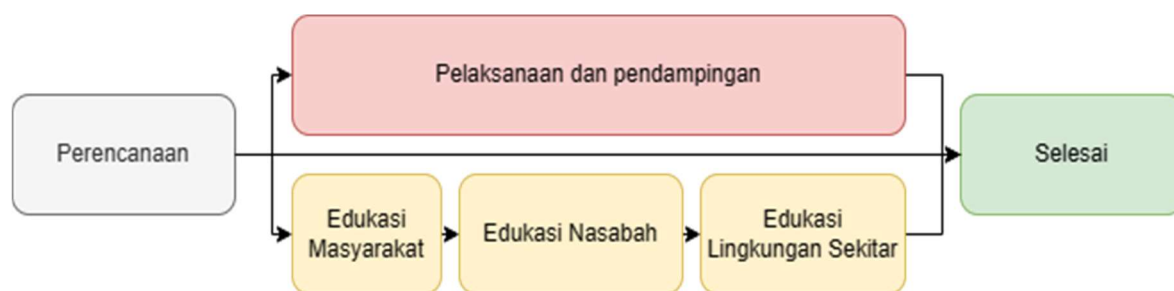 Pelaksanaan dan pendampingan
Perencanaan
Selesai
Edukasi
Masyarakat
Edukasi Nasabah
Edukasi
Lingkungan Sekitar